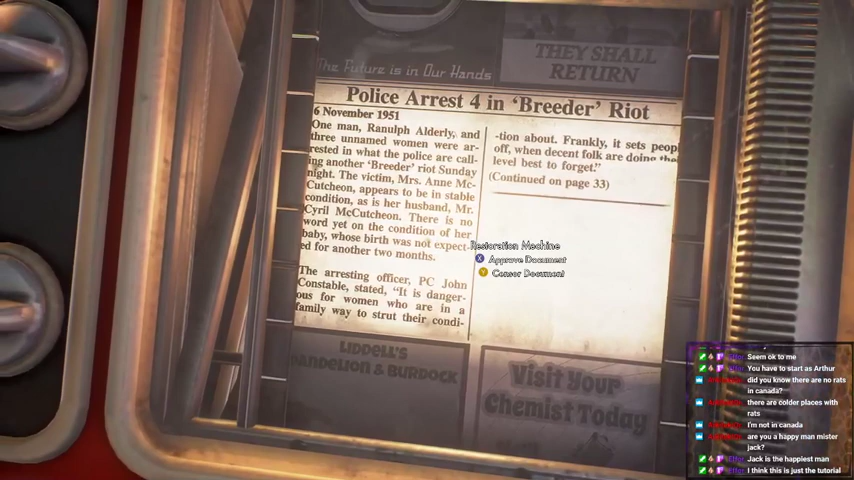 The Future is in Our Hands
THEY SHALL
RETURN
Police Arrest 4 in 'Breeder' Riot
6 November 1951
One man, Ranulph Alderly, and
three unnamed women were ar-
rested in what the police are call-
ing another 'Breeder' riot Sunday
night. The victim, Mrs. Anne Mc-
Cutcheon, appears to be in stable
condition, as is her husband, Mr.
Cyril McCutcheon. There is no
word yet on the condition of her
baby, whose birth was not expect-
ed for another two months.
The arresting officer, PC John
Constable, stated, “It is danger-
ous for women who are in a
family way to strut their condi-
-tion about. Frankly, it sets peopl
off, when decent folk are doing
level best to forget.”
(Continued on page 33)
Restoration Machine
X Approve Document
Y Censor Document
LIDDELL'S
DANDELION & BURDOCK
Visit Your
Chemist Today
Seem ok to me
You have to start as Arthur
did you know there are no rats
in canada?
there are colder places with
rats
I'm not in canada
are you a happy man mister
jack?
Jack is the happiest man
I think this is just the tutorial